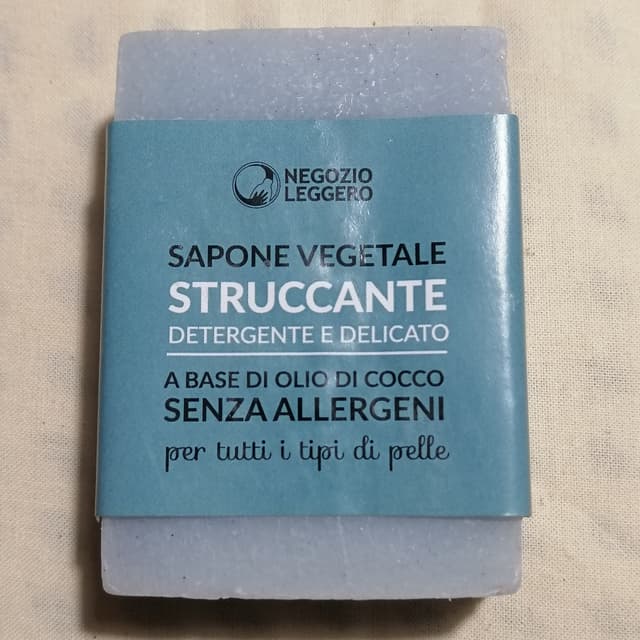 NEGOZIO
LEGGERO
SAPONE VEGETALE
STRUCCANTE
DETERGENTE E DELICATO
A BASE DI OLIO DI COCCO
SENZA ALLERGENI
per tutti i tipi di pelle